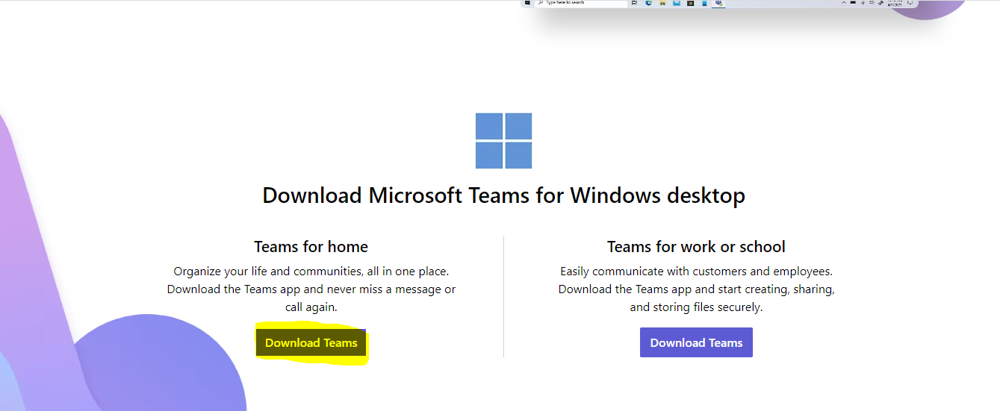 Type here to search
4/1/2021
Download Microsoft Teams for Windows desktop
Teams for home
Organize your life and communities, all in one place.
Download the Teams app and never miss a message or
call again.
Download Teams
Teams for work or school
Easily communicate with customers and employees.
Download the Teams app and start creating, sharing,
and storing files securely.
Download Teams